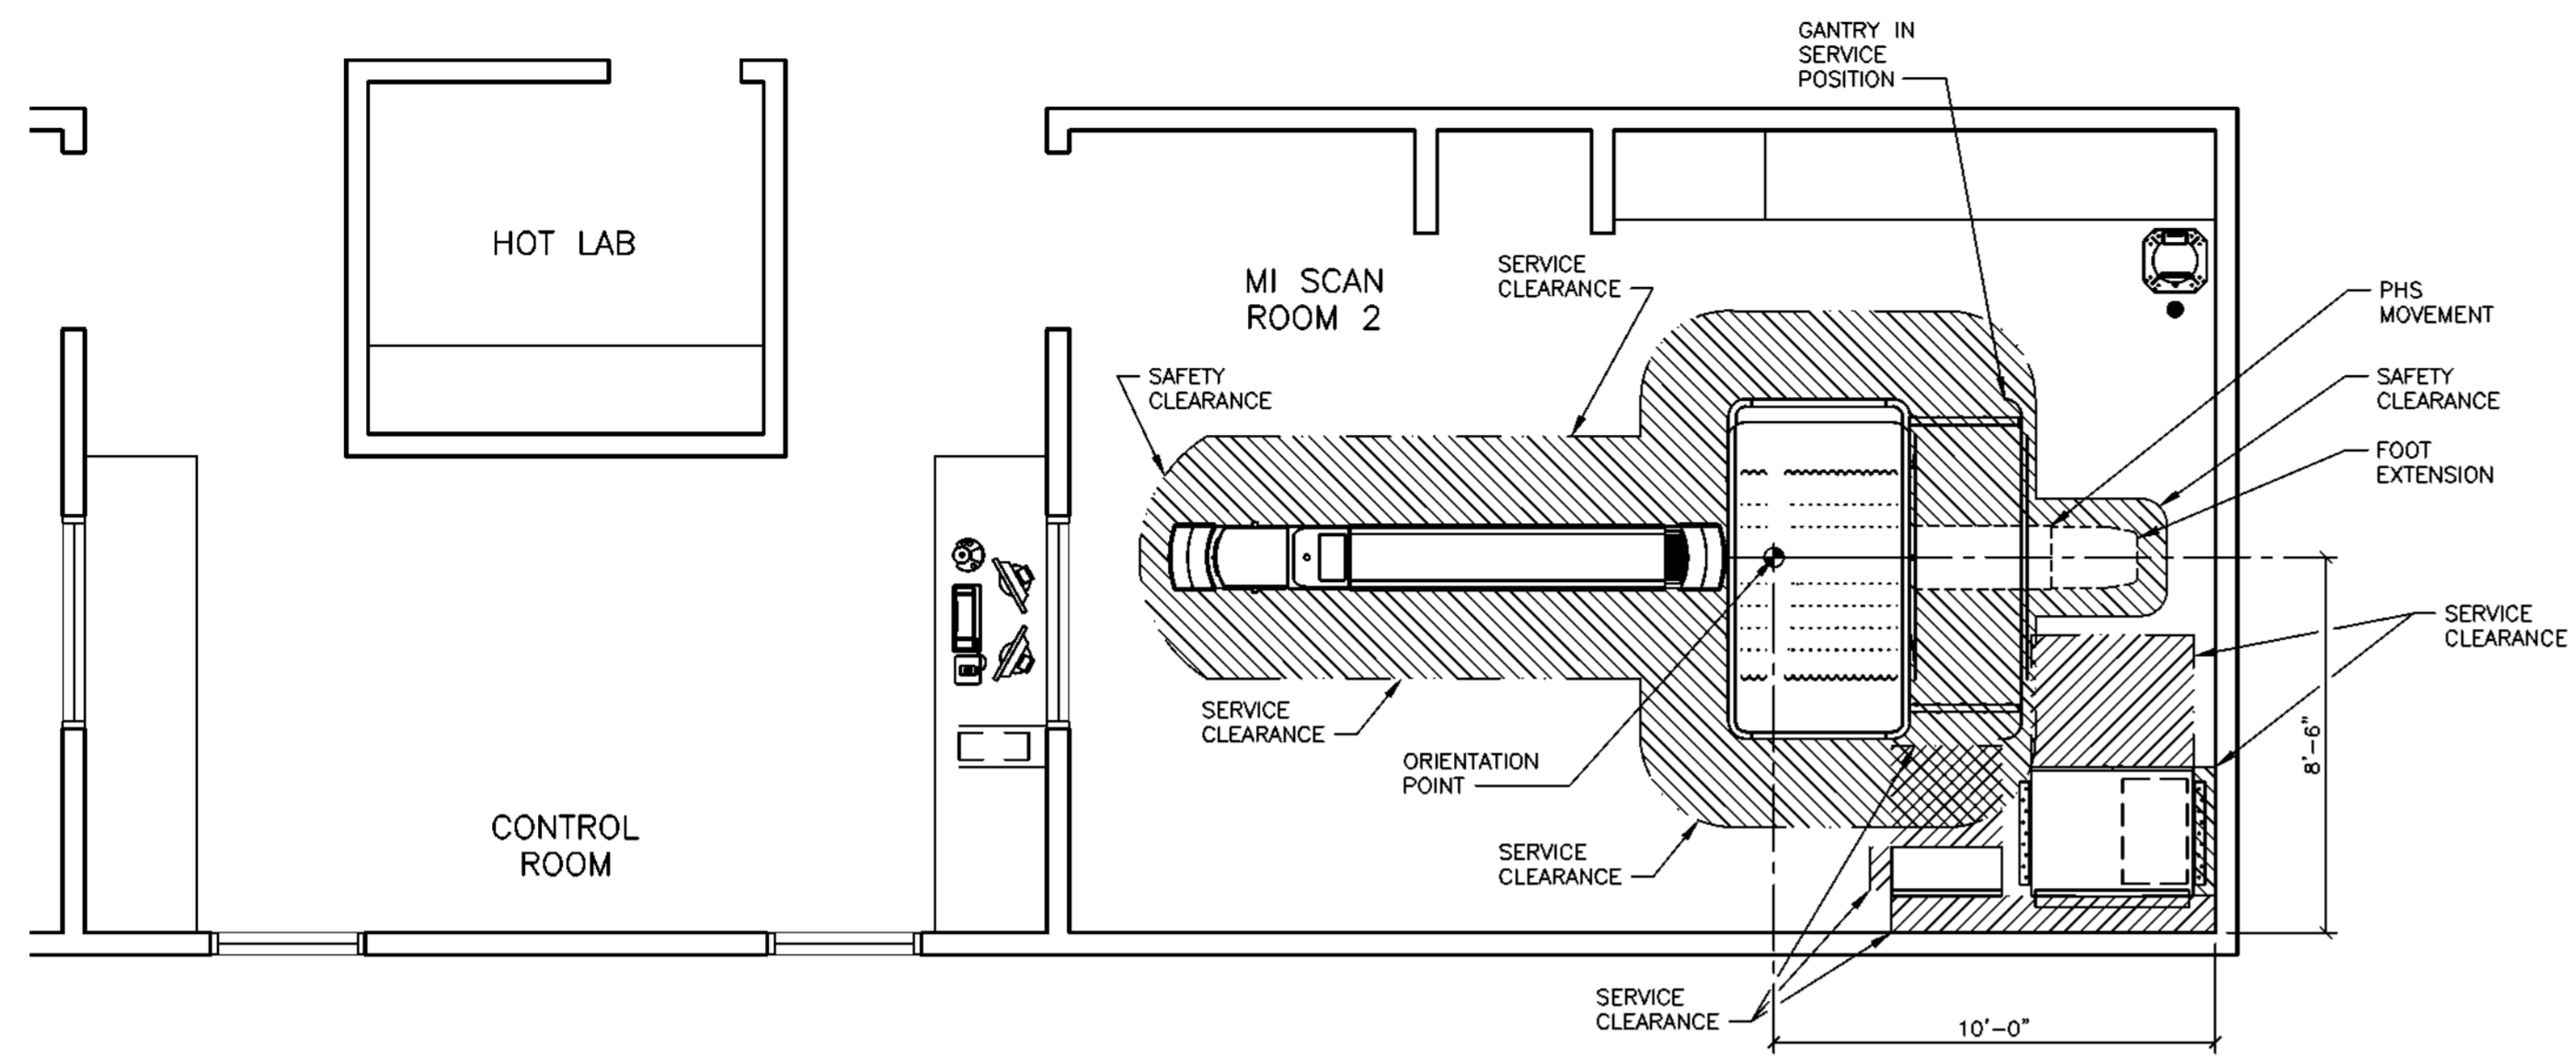 GANTRY IN
SERVICE
POSITION
HOT LAB
MI SCAN
ROOM 2
SERVICE
CLEARANCE
PHS
MOVEMENT
SAFETY
CLEARANCE
SAFETY
CLEARANCE
FOOT
EXTENSION
SERVICE
CLEARANCE
SERVICE
CLEARANCE
8'-6"
ORIENTATION
POINT
CONTROL
ROOM
SERVICE
CLEARANCE
SERVICE
CLEARANCE
10'-0"